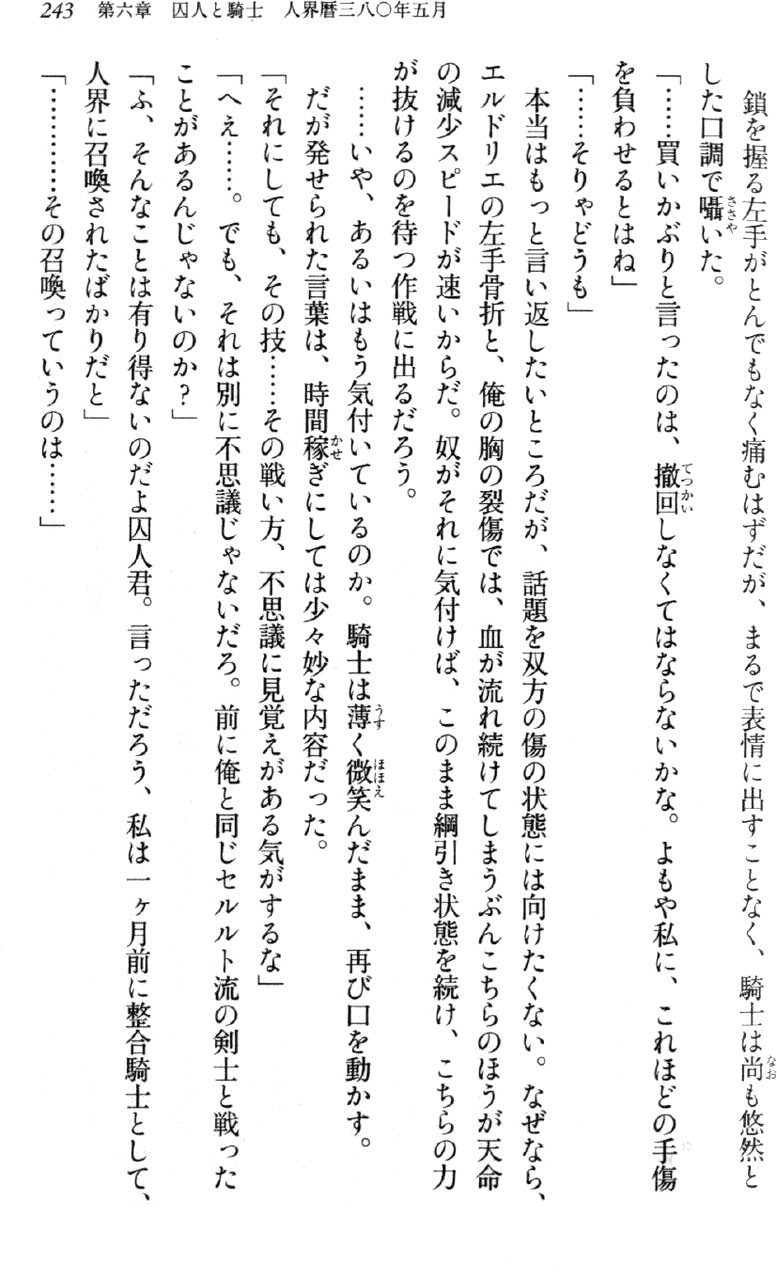 243 第六章 囚人と騎士 人界暦三八〇年五月
鎖を握る左手がとんでもなく痛むはずだが、まるで表情に出すことなく、騎士は尚も悠然と
した口調で囁いた。
「……買いかぶりと言ったのは、撤回しなくてはならないかな。よもや私に、これほどの手傷
を負わせるとはね」
「……そりゃどうも」
本当はもっと言い返したいところだが、話題を双方の傷の状態には向けたくない。なぜなら、
エルドリエの左手骨折と、俺の胸の裂傷では、血が流れ続けてしまうぶんこちらのほうが天命
の減少スピードが速いからだ。奴がそれに気付けば、このまま綱引き状態を続け、こちらの力
が抜けるのを待つ作戦に出るだろう。
……いや、あるいはもう気付いているのか。騎士は薄く微笑んだまま、再び口を動かす。
だが発せられた言葉は、時間稼ぎにしては少々妙な内容だった。
「それにしても、その技……その戦い方、不思議に見覚えがある気がするな」
「へえ……。でも、それは別に不思議じゃないだろ。前に俺と同じセルルト流の剣士と戦った
ことがあるんじゃないのか?」
「ふ、そんなことは有り得ないのだよ囚人君。言っただろう、私は一ヶ月前に整合騎士として、
人界に召喚されたばかりだと」
「…………その召喚っていうのは……」